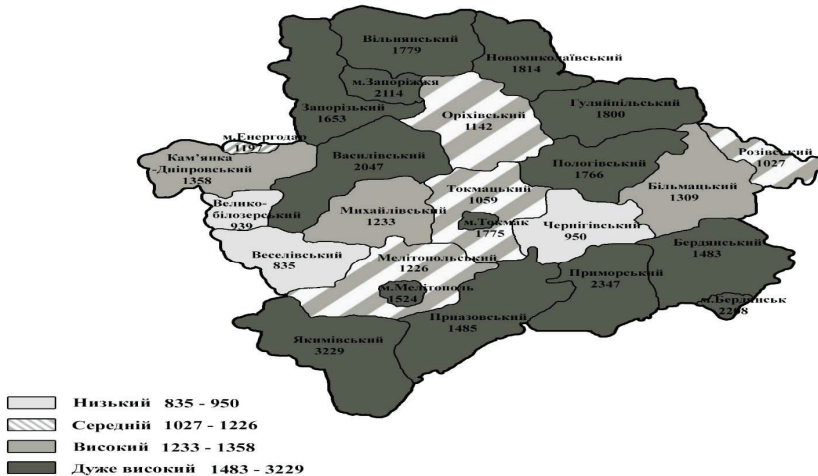 Вільнянський
1779
Новомиколаївський
1814
м.Запоріжжя
2114
Запорізький
1653
Гуляйпільський
1800
Оріхівський
1142
м.Енергодар
1197
Розівський
1027
Кам’янка
-Дніпровський
1358
Василівський
2047
Пологівський
1766
Більмацький
1309
Токмацький
1059
Велико-
білозерський
939
Михайлівський
1233
м.Токмак
1775
Чернігівський
950
Веселівський
835
Мелітопольський
1226
Бердянський
1483
Приморський
2347
м.Мелітополь
1524
м.Бердянськ
2208
Приазовський
1485
Якимівський
3229
Низький 835 - 950
Середній 1027 - 1226
Високий 1233 - 1358
Дуже високий 1483 - 3229